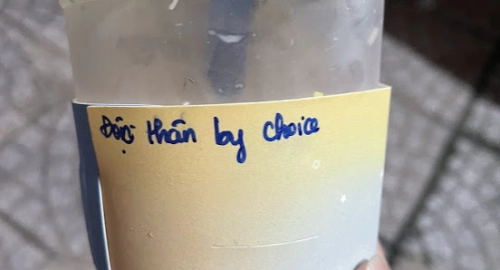 Độc thân by choice